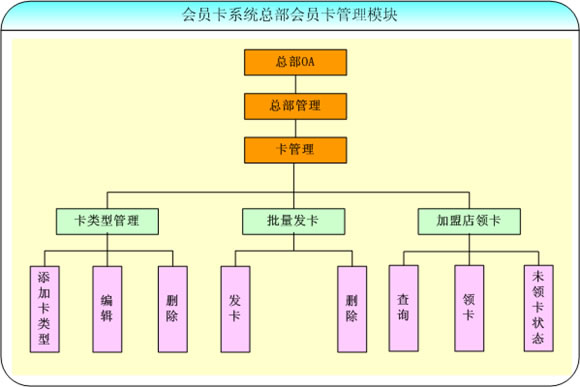 会员卡系统总部会员卡管理模块
总部OA
总部管理
卡管理
卡类型管理
批量发卡
加盟店领卡
添加卡类型
编辑
删除
发卡
删除
查询
领卡
未领卡状态